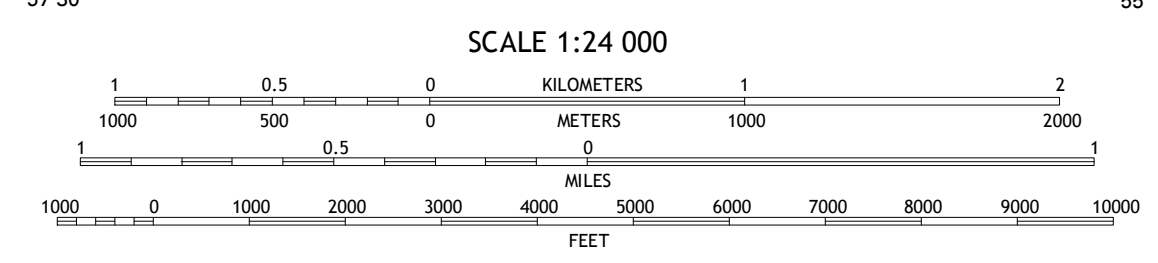 SCALE 1:24 000
1 0.5 0 KILOMETERS 1 2
1000 500 0 METERS 1000 2000
1 0.5 0 1
MILES
1000 0 1000 2000 3000 4000 5000 6000 7000 8000 9000 10000
FEET